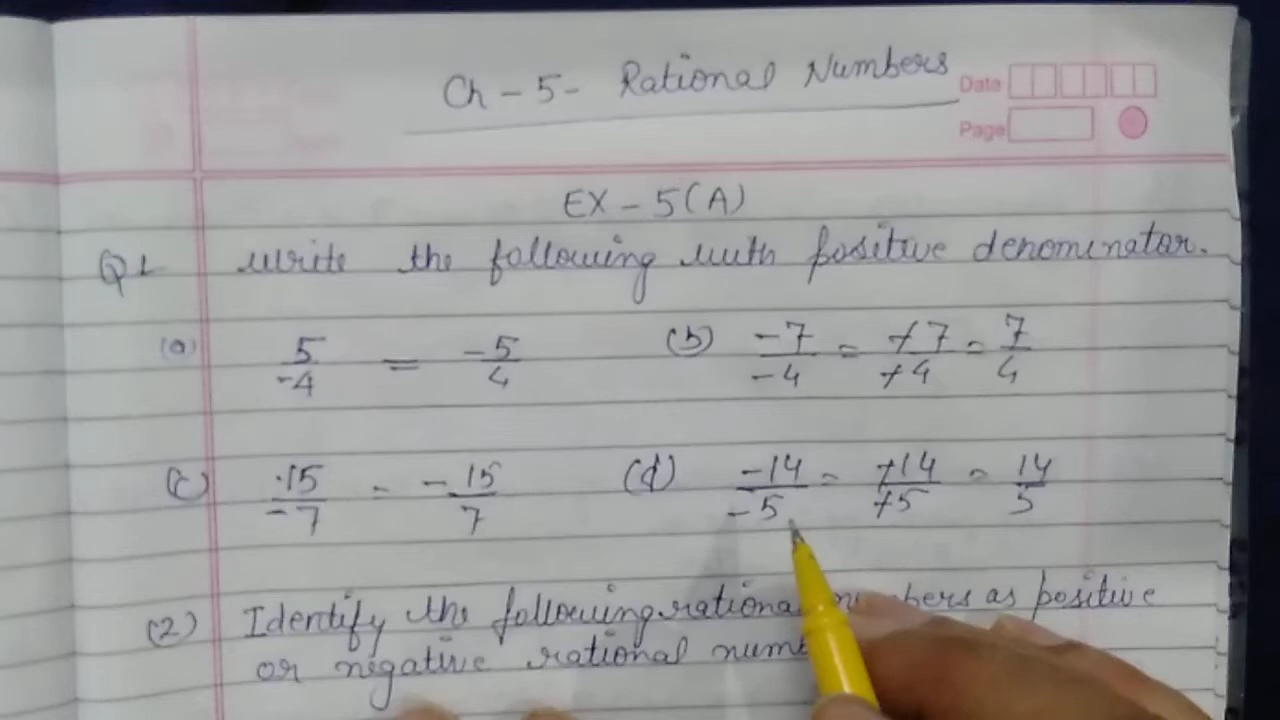 Ch - 5 - Rational Numbers
Date
Page
EX - 5(A)
Q1 Write the following with positive denominator.
(a) 5/-4 = -5/4 (b) -7/-4 = +7/+4 = 7/4
(c) 15/-7 = -15/7 (d) -14/-5 = +14/+5 = 14/5
(2) Identify the following rational numbers as positive
or negative rational